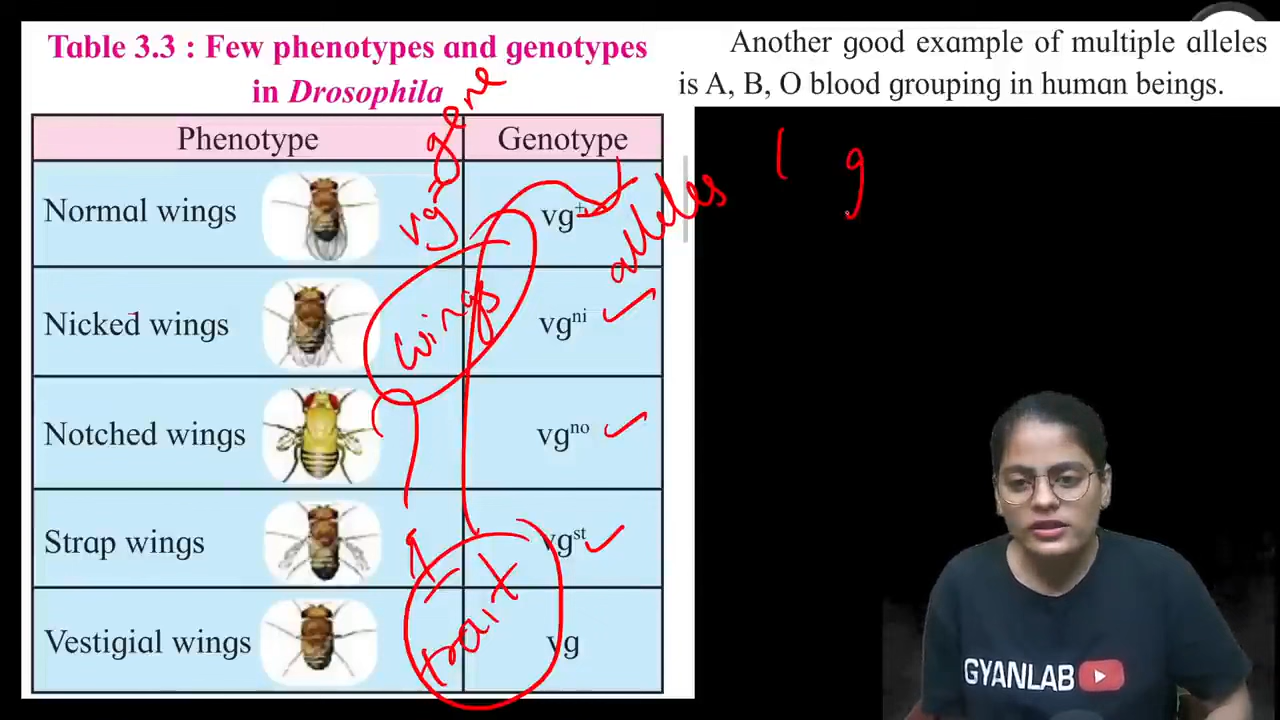 Table 3.3 : Few phenotypes and genotypes
in Drosophila
Another good example of multiple alleles
is A, B, O blood grouping in human beings.
Phenotype
Genotype
Normal wings
vg⁺
Nicked wings
vgⁿⁱ
Notched wings
vgⁿᵒ
Strap wings
vgˢᵗ
Vestigial wings
vg
vg gene
wings
alleles
trait
1 g
GYANLAB